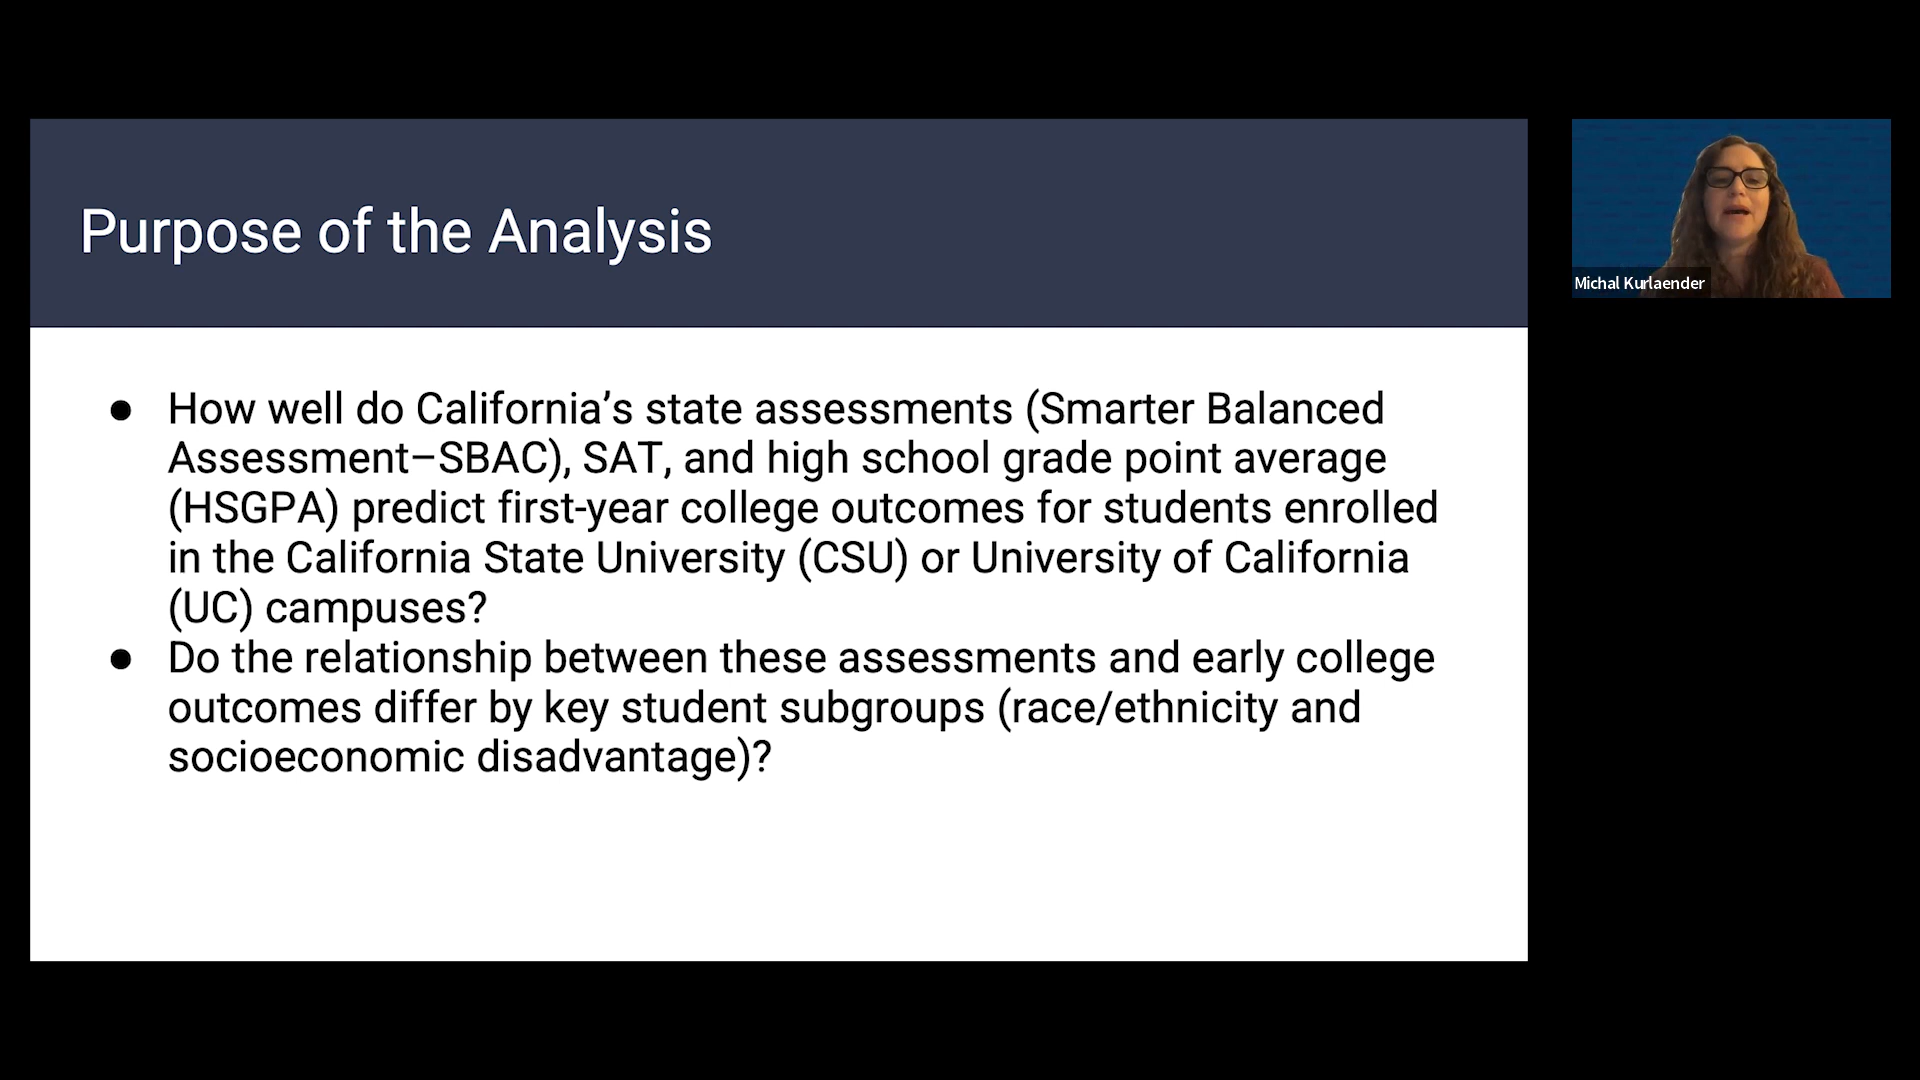 Purpose of the Analysis
● How well do California’s state assessments (Smarter Balanced
Assessment–SBAC), SAT, and high school grade point average
(HSGPA) predict first-year college outcomes for students enrolled
in the California State University (CSU) or University of California
(UC) campuses?
● Do the relationship between these assessments and early college
outcomes differ by key student subgroups (race/ethnicity and
socioeconomic disadvantage)?
Michal Kurlaender